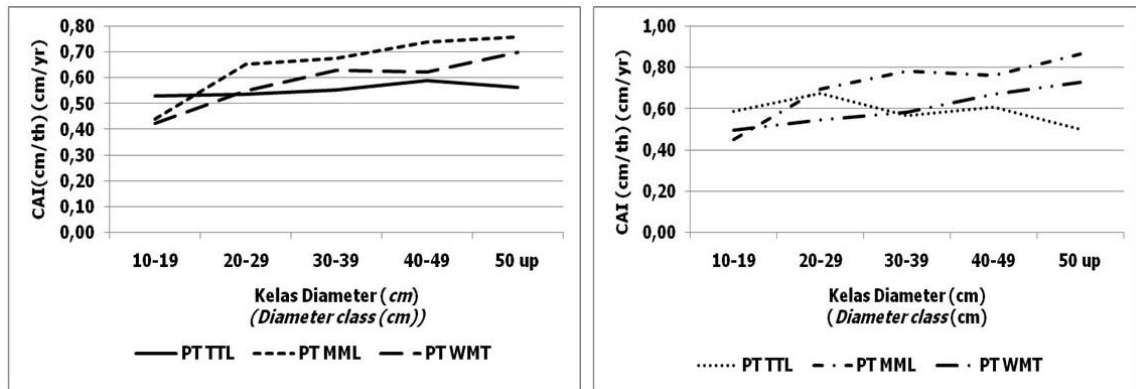 CAI(cm/th) (cm/yr)
0,80
0,70
0,60
0,50
0,40
0,30
0,20
0,10
0,00
10-19 20-29 30-39 40-49 50 up
Kelas Diameter (cm)
(Diameter class (cm))
PT TTL PT MML PT WMT
CAI (cm/th) (cm/yr)
1,00
0,80
0,60
0,40
0,20
0,00
10-19 20-29 30-39 40-49 50 up
Kelas Diameter (cm)
(Diameter class (cm)
PT TTL PT MML PT WMT